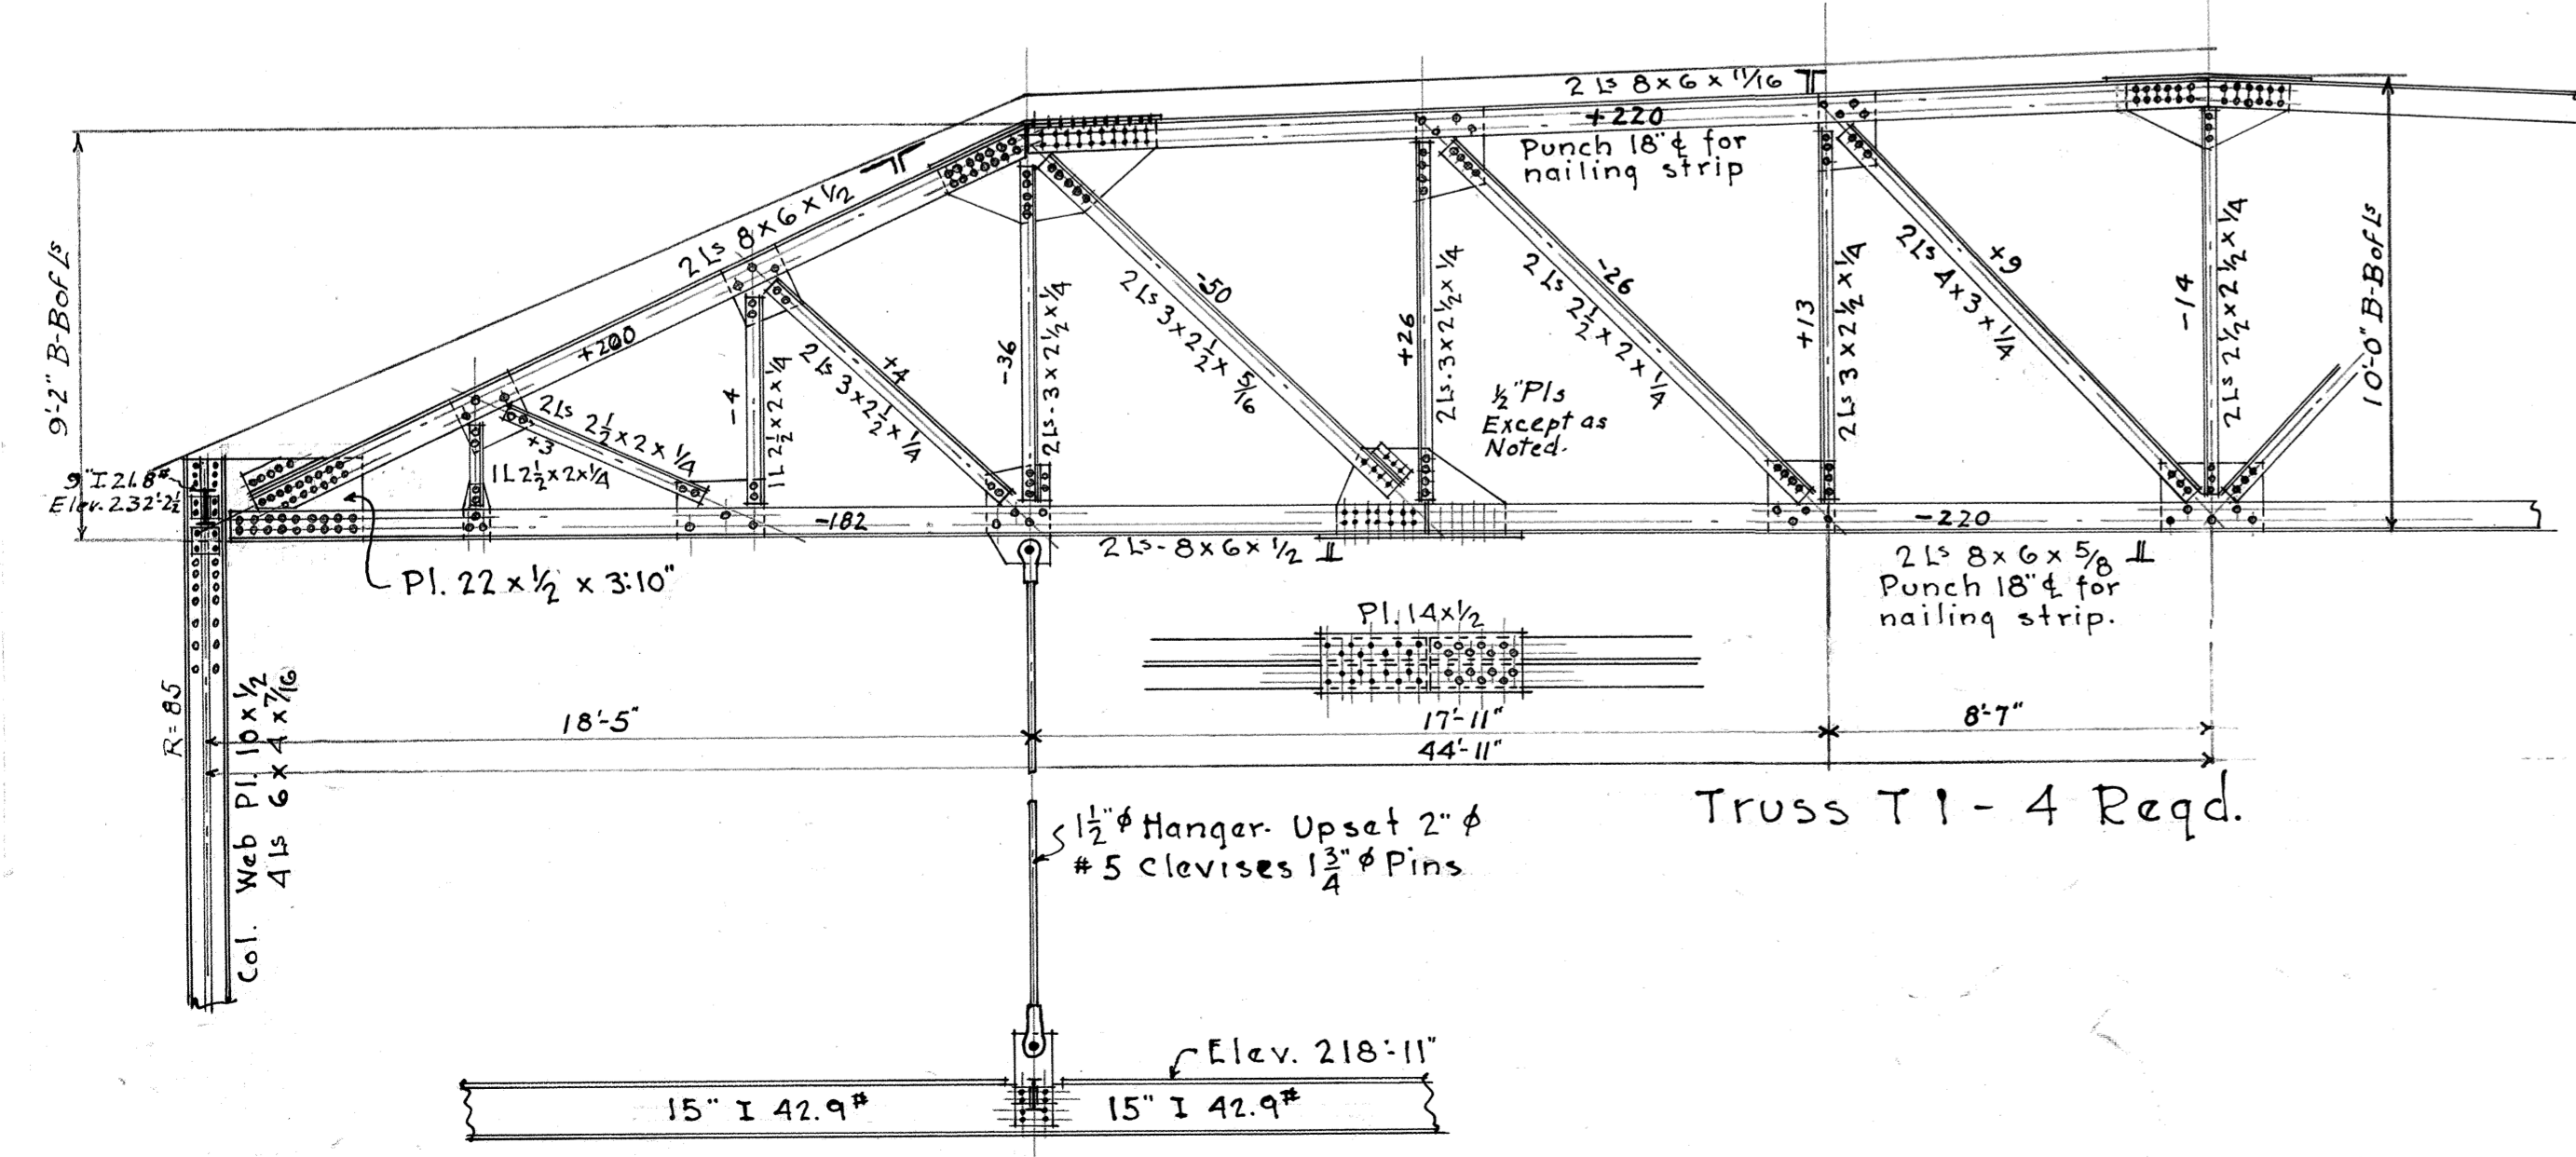 2 Ls 8 x 6 x 11/16
+220
Punch 18" ¢ for
nailing strip
2 Ls 8 x 6 x 1/2
+200
9'-2" B-B of Ls
10'-0" B-B of Ls
9" I 21.8#
Elev. 232'-2 1/2
2 Ls 2 1/2 x 2 x 1/4
+3
1 L 2 1/2 x 2 x 1/4
-4
1 L 2 1/2 x 2 x 1/4
+4
2 Ls 3 x 2 1/2 x 1/4
-36
2 Ls - 3 x 2 1/2 x 1/4
-50
2 Ls 3 x 2 1/2 x 5/16
+26
2 Ls. 3 x 2 1/2 x 1/4
-26
2 Ls 2 1/2 x 2 x 1/4
1/2" Pls
Except as
Noted.
+13
2 Ls 3 x 2 1/2 x 1/4
+9
2 Ls 4 x 3 x 1/4
-14
2 Ls 2 1/2 x 2 1/2 x 1/4
-182
2 Ls - 8 x 6 x 1/2
-220
2 Ls 8 x 6 x 5/8
Punch 18" ¢ for
nailing strip.
Pl. 22 x 1/2 x 3'-10"
Pl. 14 x 1/2
R = 85
Col. Web Pl. 10 x 1/2
4 Ls 6 x 4 x 7/16
18'-5"
17'-11"
8'-7"
44'-11"
Truss T1 - 4 Reqd.
1 1/2" φ Hanger. Upset 2" φ
# 5 Clevises 1 3/4" φ Pins
Elev. 218'-11"
15" I 42.9#
15" I 42.9#